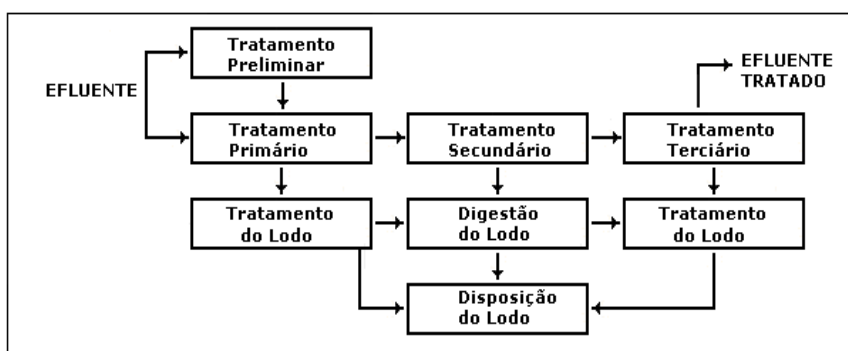 Tratamento
Preliminar
EFLUENTE
EFLUENTE
TRATADO
Tratamento
Primário
Tratamento
Secundário
Tratamento
Terciário
Tratamento
do Lodo
Digestão
do Lodo
Tratamento
do Lodo
Disposição
do Lodo